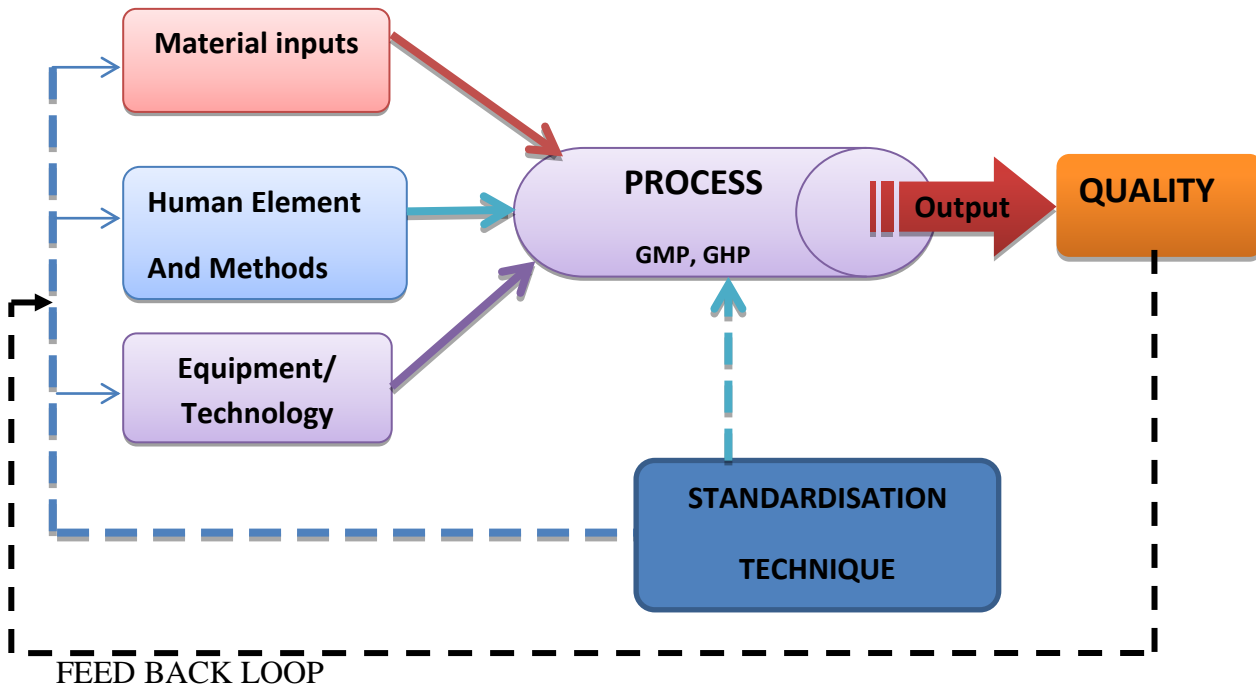 Material inputs
Human Element
And Methods
Equipment/
Technology
PROCESS
GMP, GHP
Output
QUALITY
STANDARDISATION
TECHNIQUE
FEED BACK LOOP